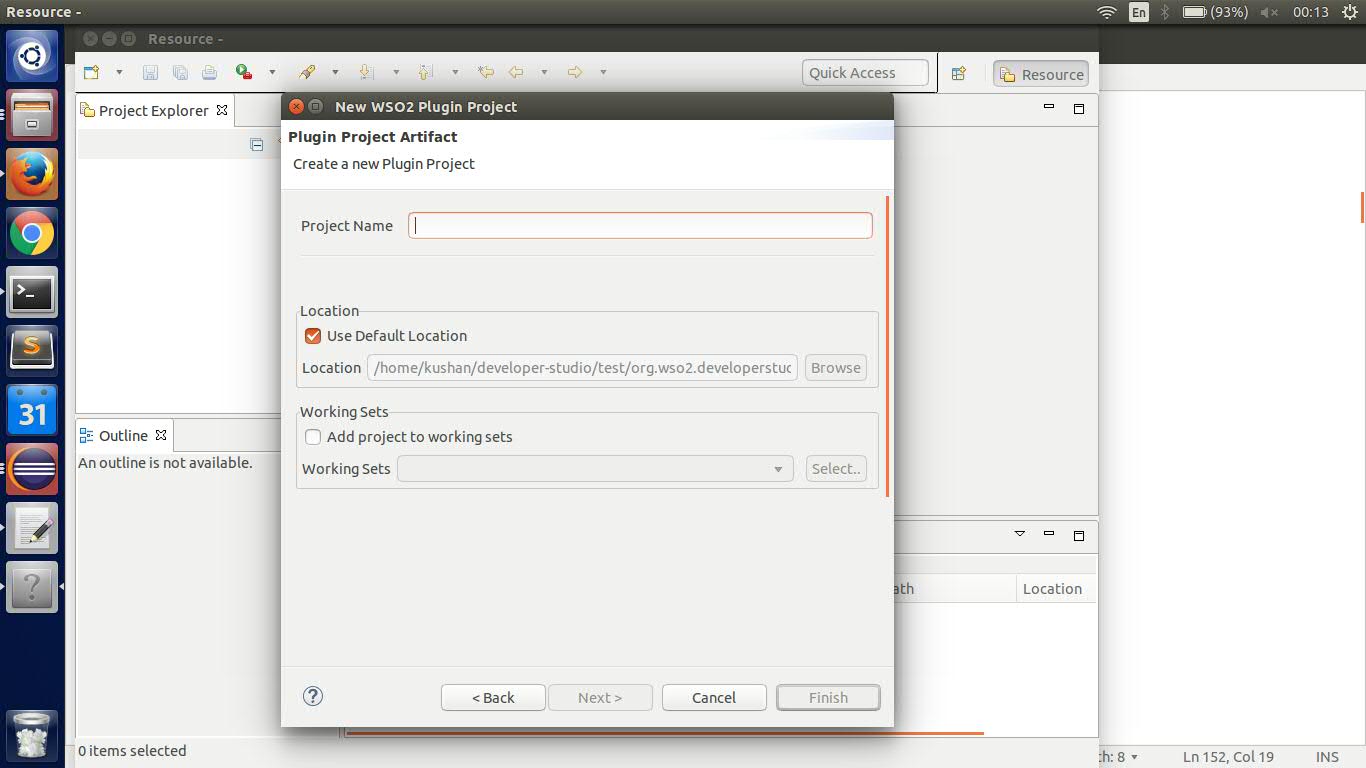 Resource -
En
(93%)
00:13
Resource -
Quick Access
Resource
Project Explorer
New WSO2 Plugin Project
Plugin Project Artifact
Create a new Plugin Project
Project Name
Location
Use Default Location
Location /home/kushan/developer-studio/test/org.wso2.developerstuc
Browse
Working Sets
Add project to working sets
Working Sets
Select..
Outline
An outline is not available.
ath
Location
< Back
Next >
Cancel
Finish
0 items selected
th: 8
Ln 152, Col 19
INS
31
S
>_
?
?